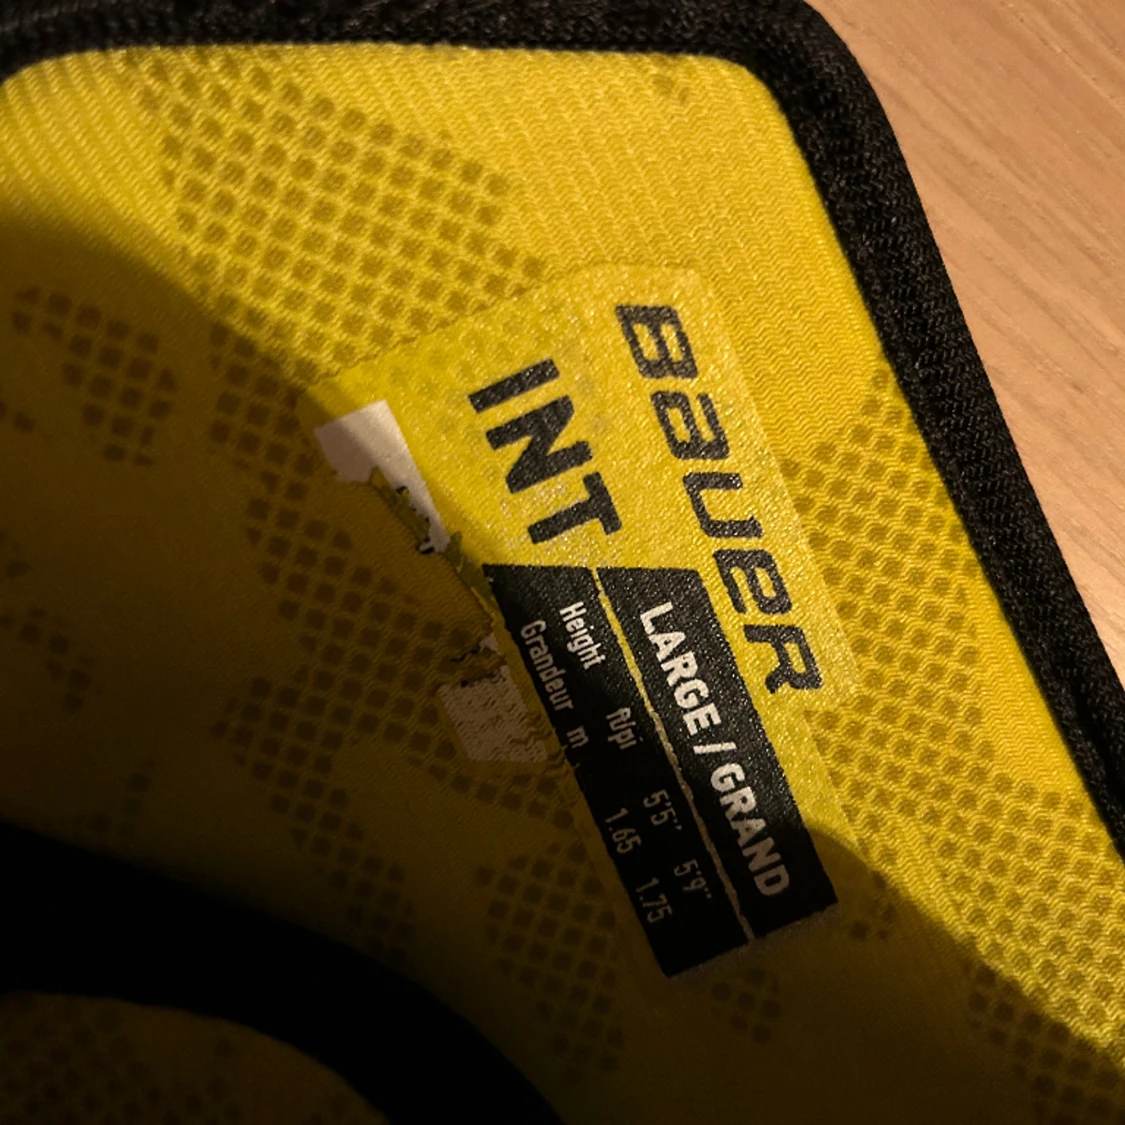 BAUER
INT
LARGE / GRAND
Height ft/pi 5'5" 5'9"
Grandeur m 1.65 1.75